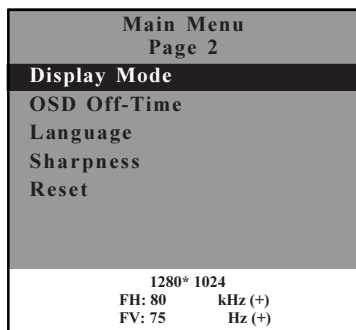 Main Menu
Page 2
Display Mode
OSD Off-Time
Language
Sharpness
Reset
1280* 1024
FH: 80 kHz (+)
FV: 75 Hz (+)